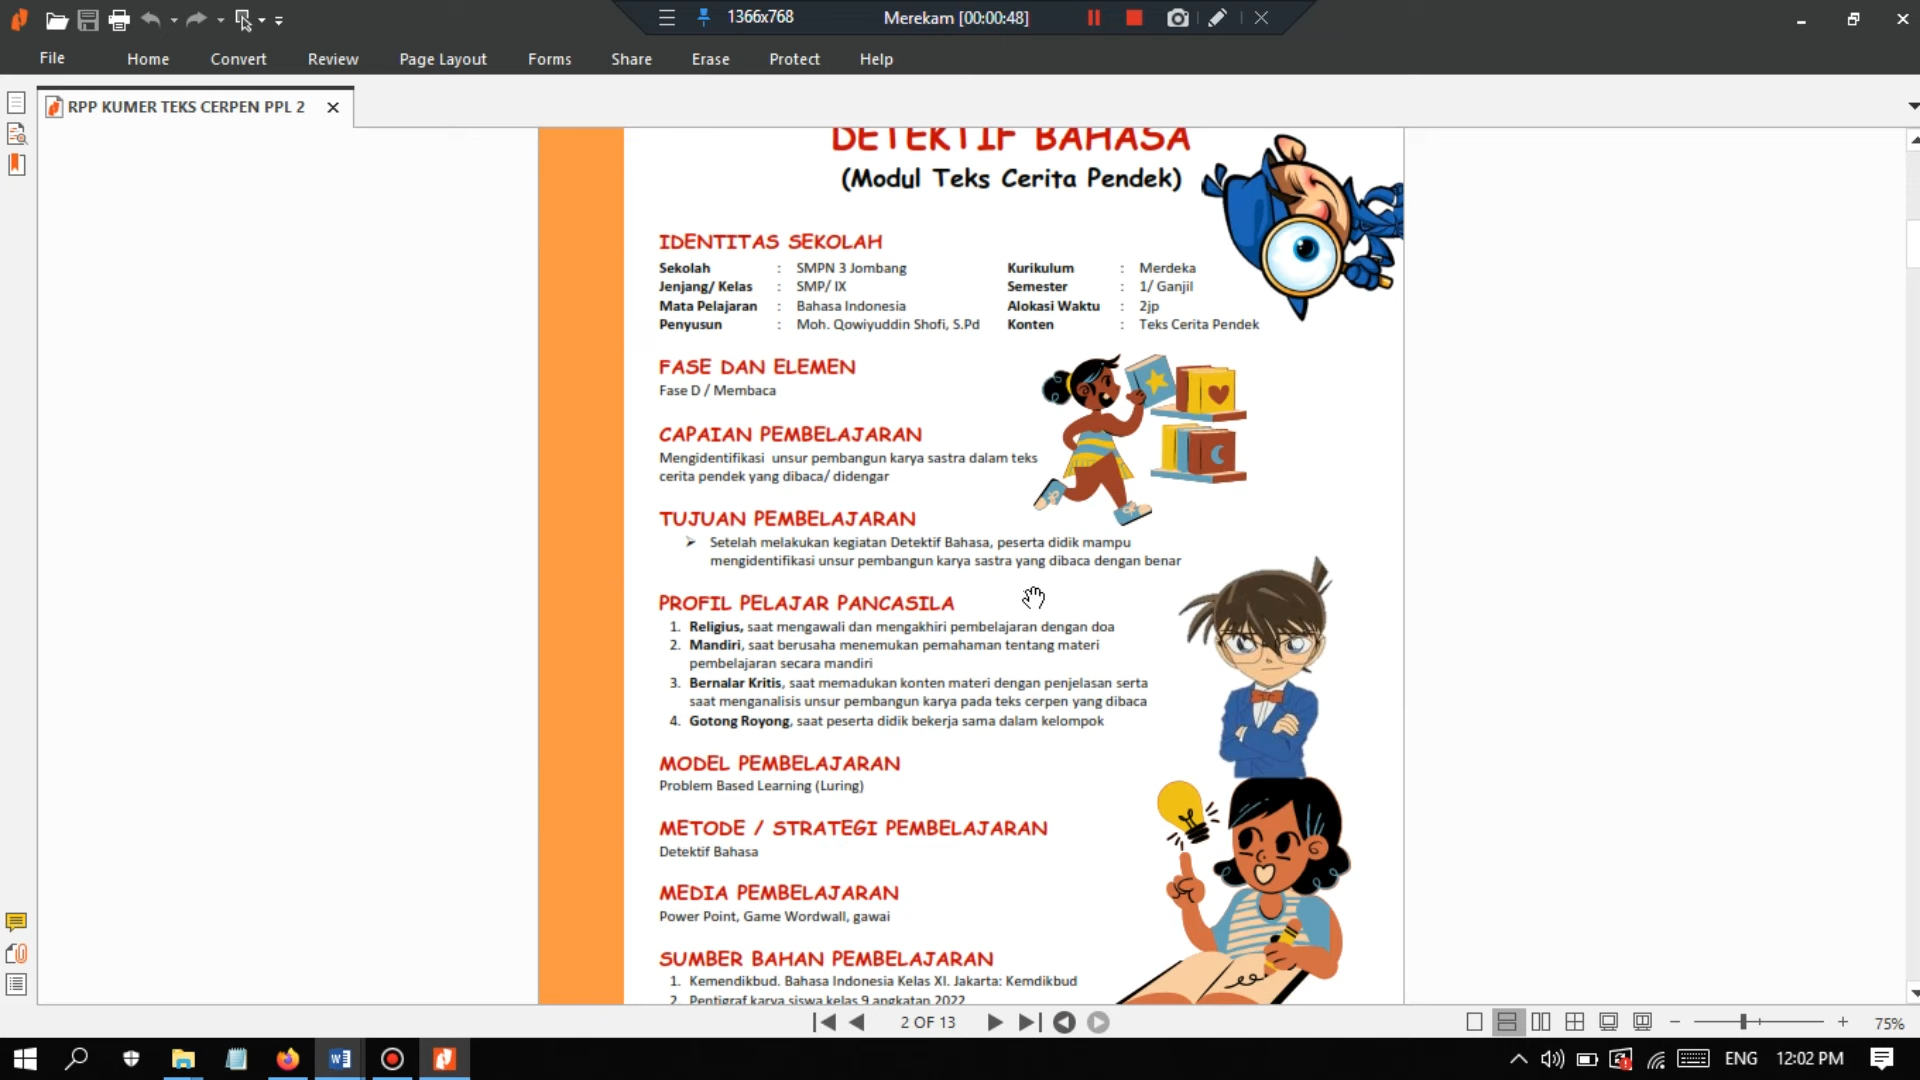 1366x768
Merekam [00:00:48]
File
Home
Convert
Review
Page Layout
Forms
Share
Erase
Protect
Help
RPP KUMER TEKS CERPEN PPL 2
DETEKTIF BAHASA
(Modul Teks Cerita Pendek)
IDENTITAS SEKOLAH
Sekolah : SMPN 3 Jombang Kurikulum : Merdeka
Jenjang/ Kelas : SMP/ IX Semester : 1/ Ganjil
Mata Pelajaran : Bahasa Indonesia Alokasi Waktu : 2jp
Penyusun : Moh. Qowiyuddin Shofi, S.Pd Konten : Teks Cerita Pendek
FASE DAN ELEMEN
Fase D / Membaca
CAPAIAN PEMBELAJARAN
Mengidentifikasi unsur pembangun karya sastra dalam teks
cerita pendek yang dibaca/ didengar
TUJUAN PEMBELAJARAN
➤ Setelah melakukan kegiatan Detektif Bahasa, peserta didik mampu
mengidentifikasi unsur pembangun karya sastra yang dibaca dengan benar
PROFIL PELAJAR PANCASILA
1. Religius, saat mengawali dan mengakhiri pembelajaran dengan doa
2. Mandiri, saat berusaha menemukan pemahaman tentang materi
pembelajaran secara mandiri
3. Bernalar Kritis, saat memadukan konten materi dengan penjelasan serta
saat menganalisis unsur pembangun karya pada teks cerpen yang dibaca
4. Gotong Royong, saat peserta didik bekerja sama dalam kelompok
MODEL PEMBELAJARAN
Problem Based Learning (Luring)
METODE / STRATEGI PEMBELAJARAN
Detektif Bahasa
MEDIA PEMBELAJARAN
Power Point, Game Wordwall, gawai
SUMBER BAHAN PEMBELAJARAN
1. Kemendikbud. Bahasa Indonesia Kelas XI. Jakarta: Kemdikbud
2. Pentigraf karya siswa kelas 9 angkatan 2022
2 OF 13
75%
ENG
12:02 PM